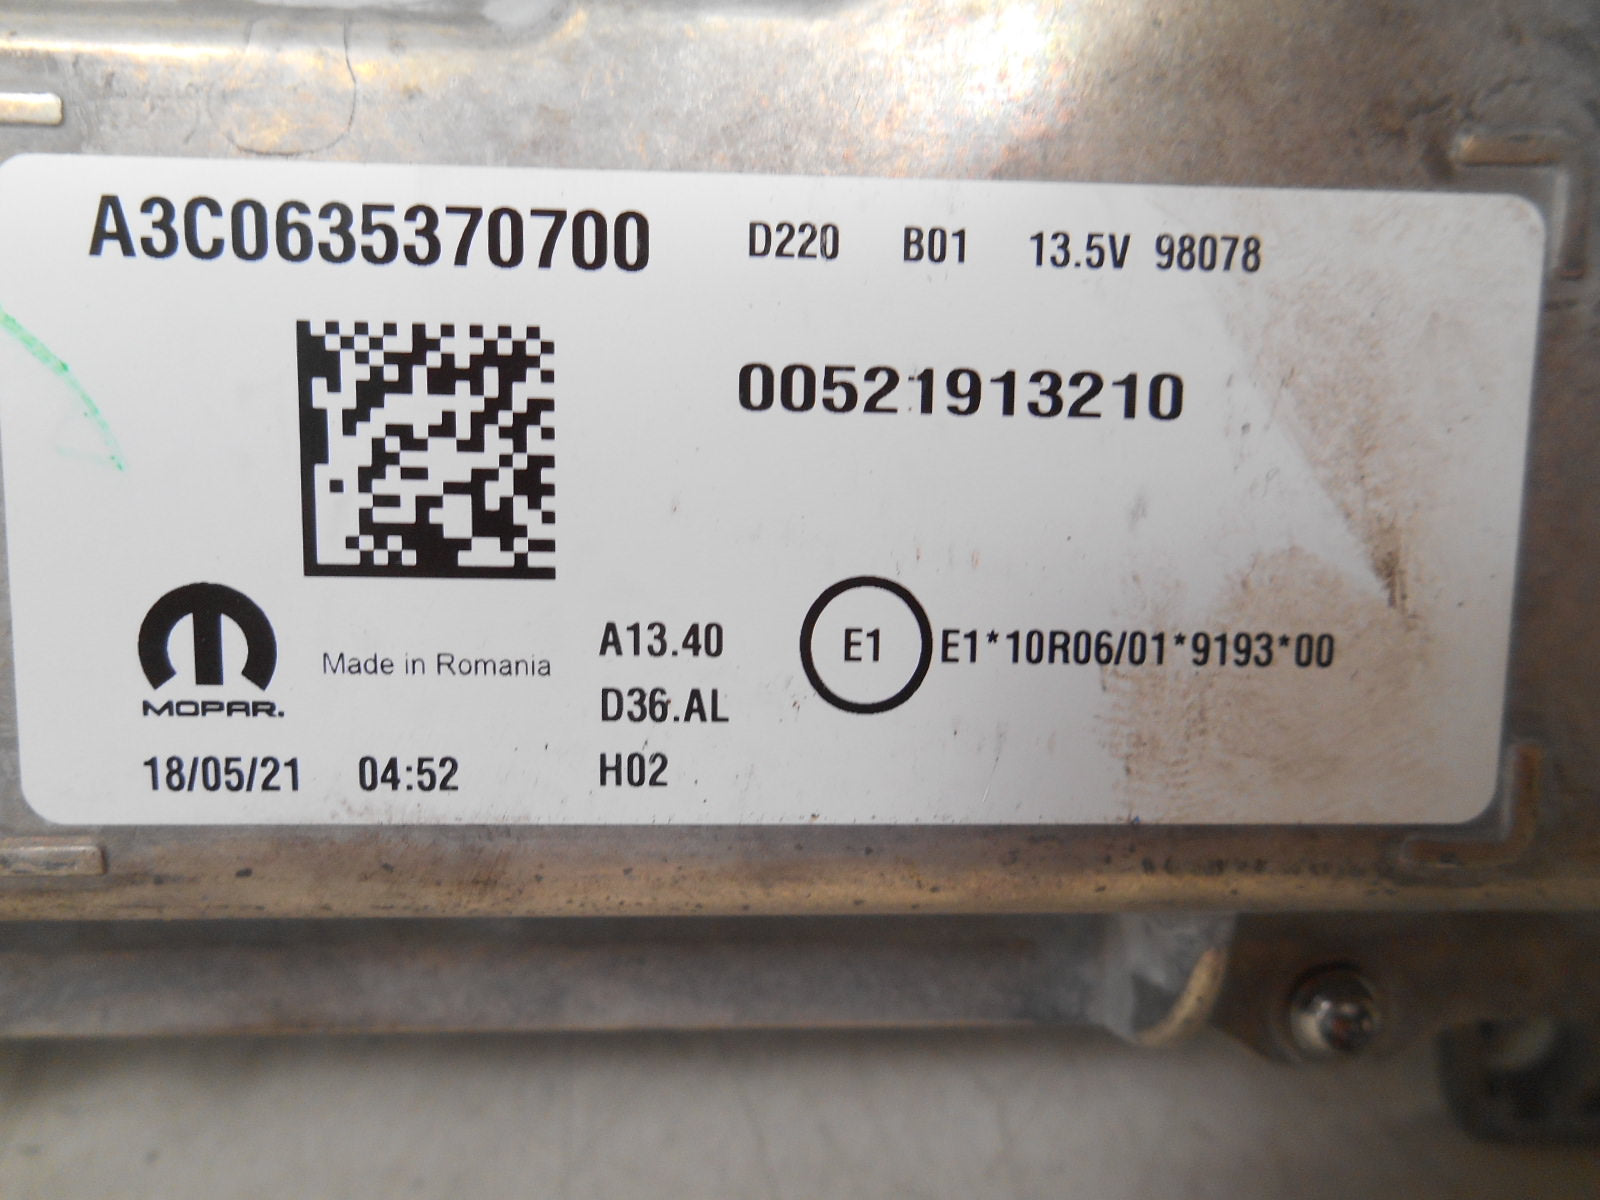 A3C0635370700 D220 B01 13.5V 98078
00521913210
MOPAR.
Made in Romania
A13.40
E1
E1*10R06/01*9193*00
D36.AL
18/05/21 04:52
H02